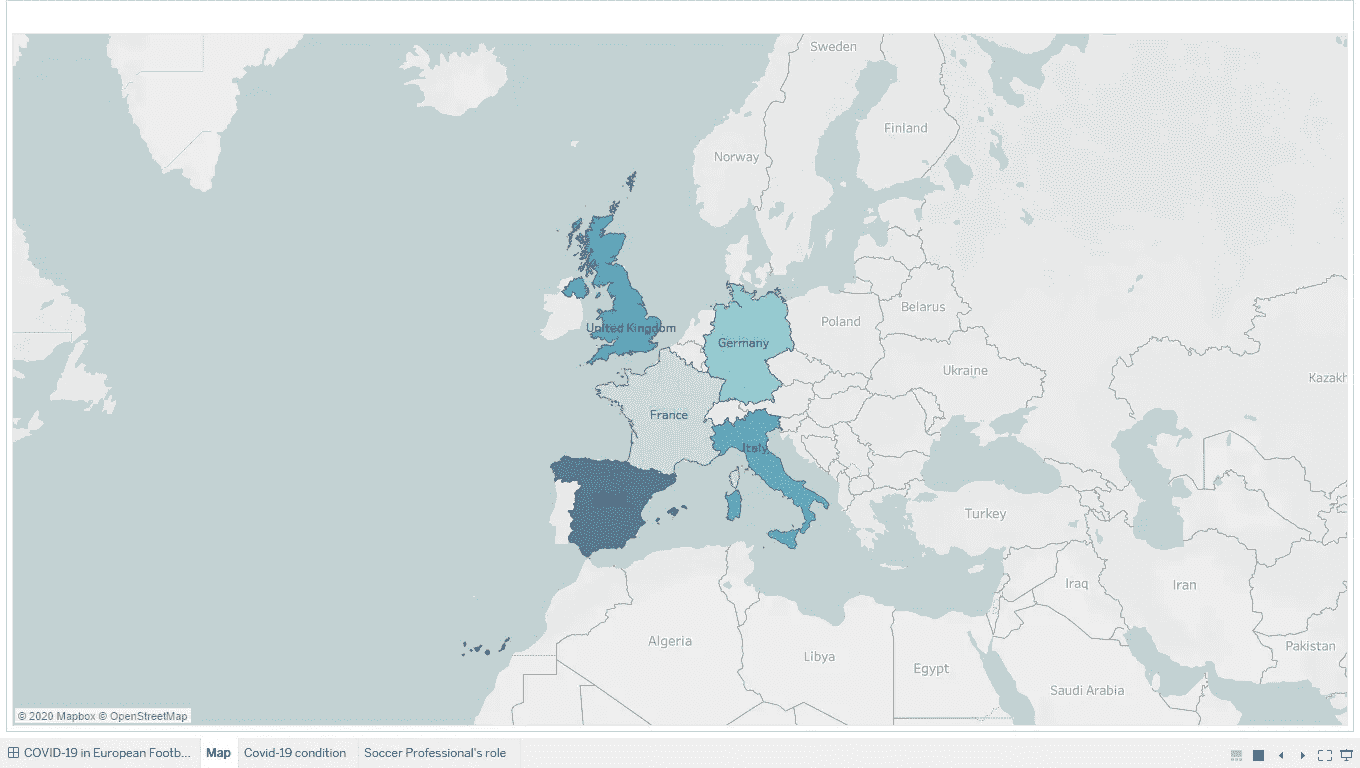 Sweden
Finland
Norway
Belarus
United Kingdom
Poland
Germany
Ukraine
Kazakh
France
Italy
Turkey
Iraq
Iran
Algeria
Pakistan
Libya
Egypt
Saudi Arabia
© 2020 Mapbox © OpenStreetMap
COVID-19 in European Footb... Map Covid-19 condition Soccer Professional's role